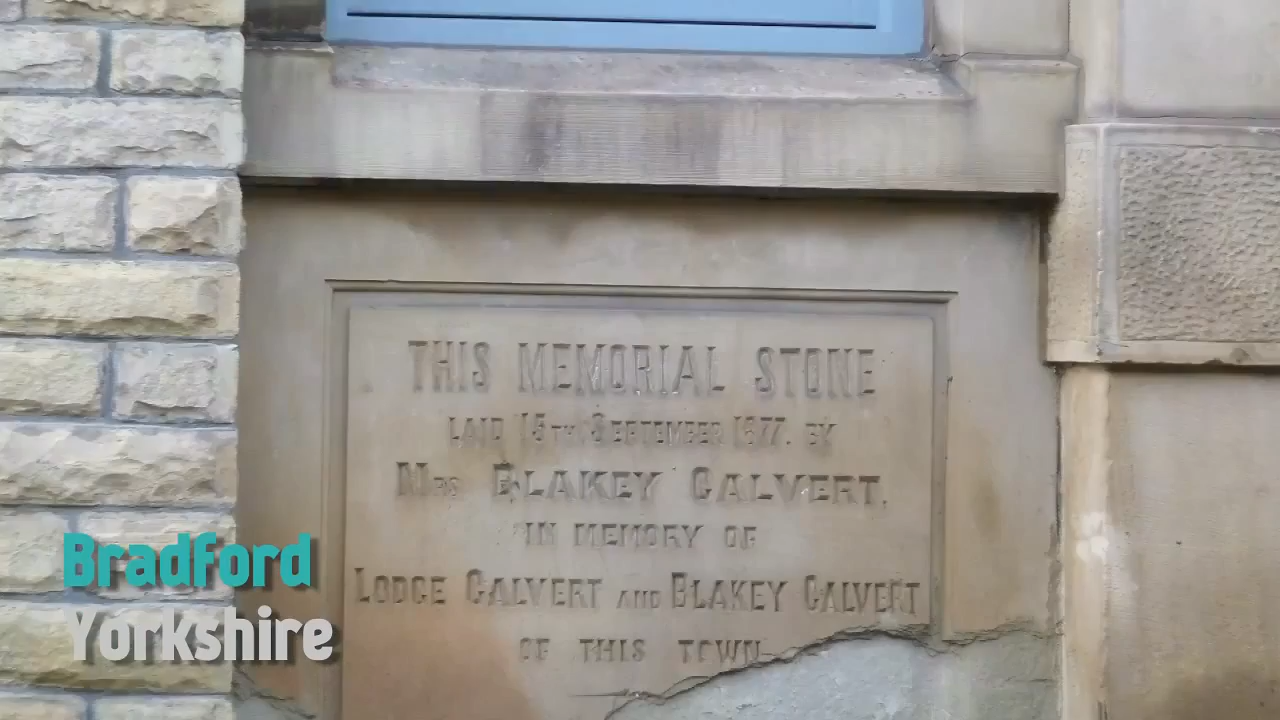 THIS MEMORIAL STONE
LAID 15TH SEPTEMBER 1877. BY
MRS BLAKEY CALVERT,
IN MEMORY OF
LODGE CALVERT AND BLAKEY CALVERT
OF THIS TOWN
Bradford
Yorkshire